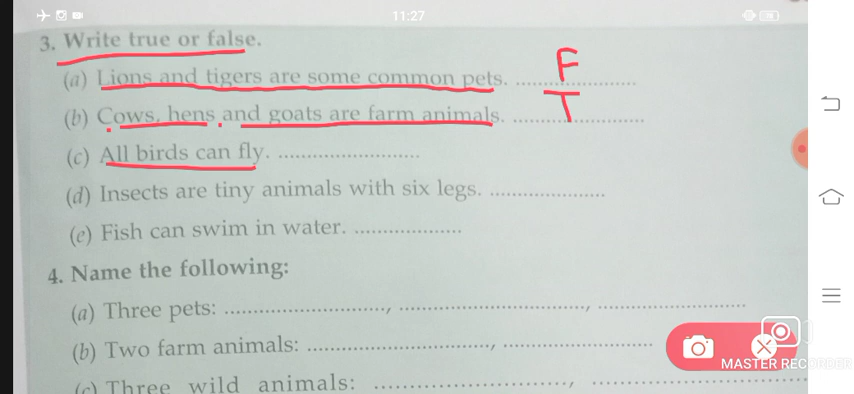 11:27
3. Write true or false.
(a) Lions and tigers are some common pets. .............................. F
(b) Cows, hens and goats are farm animals. .............................. T
(c) All birds can fly. ..............................
(d) Insects are tiny animals with six legs. ..............................
(e) Fish can swim in water. ..............................
4. Name the following:
(a) Three pets: .............................., .............................., ..............................
(b) Two farm animals: .............................., ..............................
(c) Three wild animals: .............................., ..............................
MASTER RECORDER